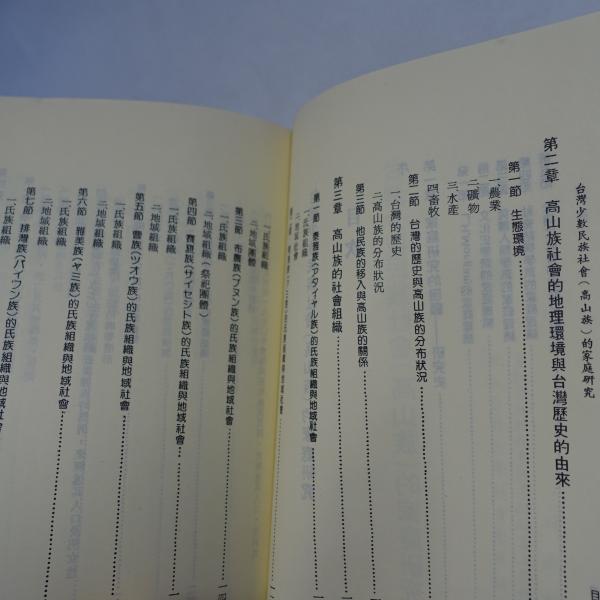 台灣少數民族社會（高山族）的家庭研究
第二章　高山族社會的地理環境與台灣歷史的由來
第一節　生態環境
一.農業
二.礦物
三.水產
四.畜牧
第二節　台灣的歷史與高山族的分布狀況
一.台灣的歷史
二.高山族的分布狀況
第三節　他民族的移入與高山族的關係
第三章　高山族的社會組織
第一節　泰雅族（アタイヤル族）的氏族組織與地域社會
一.氏族組織
二.地域團體
第三節　布農族（ブヌン族）的氏族組織與地域社會
一.氏族組織
二.地域組織（祭祀團體）
第四節　賽夏族（サイセット族）的氏族組織與地域社會
一.氏族組織
二.地域組織
第五節　曹族（ツオウ族）的氏族組織與地域社會
一.氏族組織
二.地域組織
第六節　雅美族（ヤミ族）的氏族組織與地域社會
一.氏族組織
二.地域組織
第七節　排灣族（パイワン族）的氏族組織與地域社會
一.氏族組織